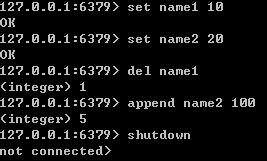 127.0.0.1:6379> set name1 10
OK
127.0.0.1:6379> set name2 20
OK
127.0.0.1:6379> del name1
(integer) 1
127.0.0.1:6379> append name2 100
(integer) 5
127.0.0.1:6379> shutdown
not connected>